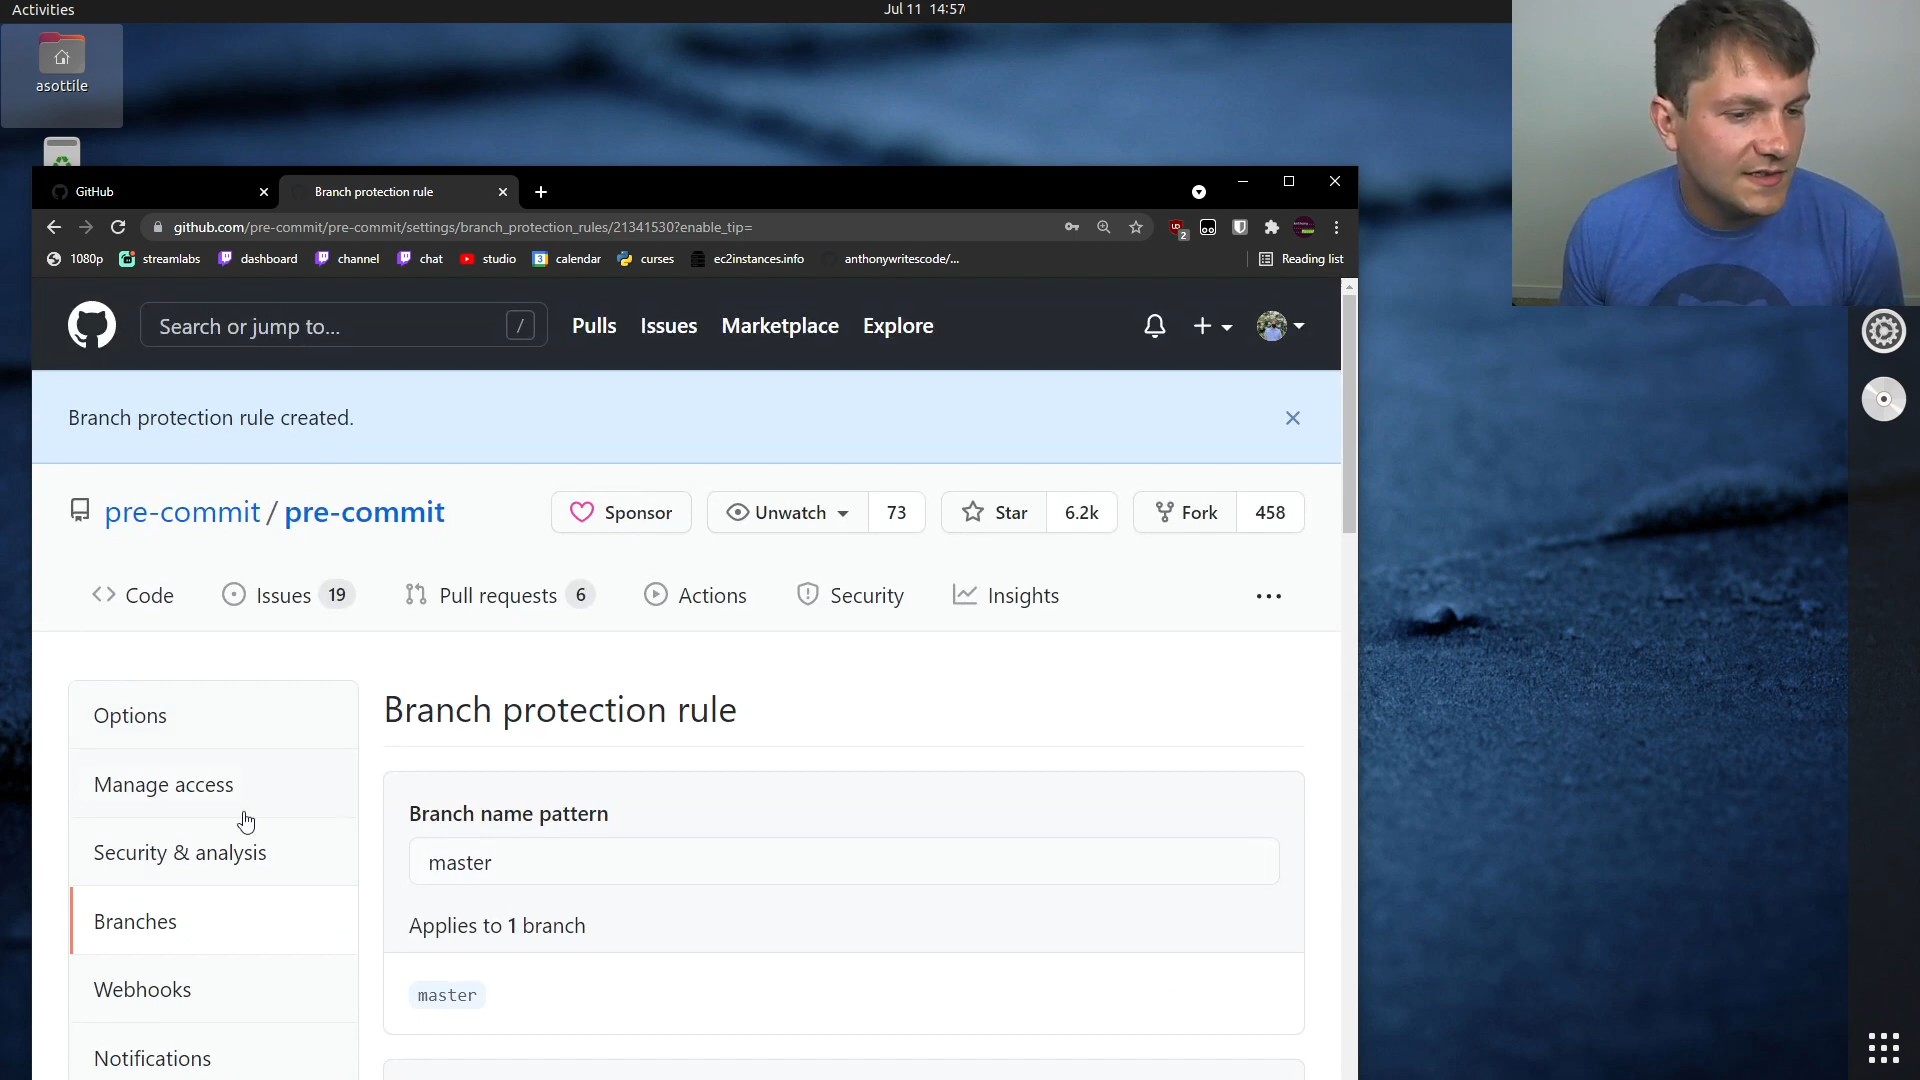 Activities
Jul 11 14:57
asottile
GitHub
Branch protection rule
github.com/pre-commit/pre-commit/settings/branch_protection_rules/21341530?enable_tip=
2
1080p
streamlabs
dashboard
channel
chat
studio
3
calendar
curses
ec2instances.info
anthonywritescode/...
Reading list
Search or jump to...
/
Pulls
Issues
Marketplace
Explore
Branch protection rule created.
pre-commit / pre-commit
Sponsor
Unwatch
73
Star
6.2k
Fork
458
Code
Issues 19
Pull requests 6
Actions
Security
Insights
Options
Manage access
Security & analysis
Branches
Webhooks
Notifications
Branch protection rule
Branch name pattern
master
Applies to 1 branch
master